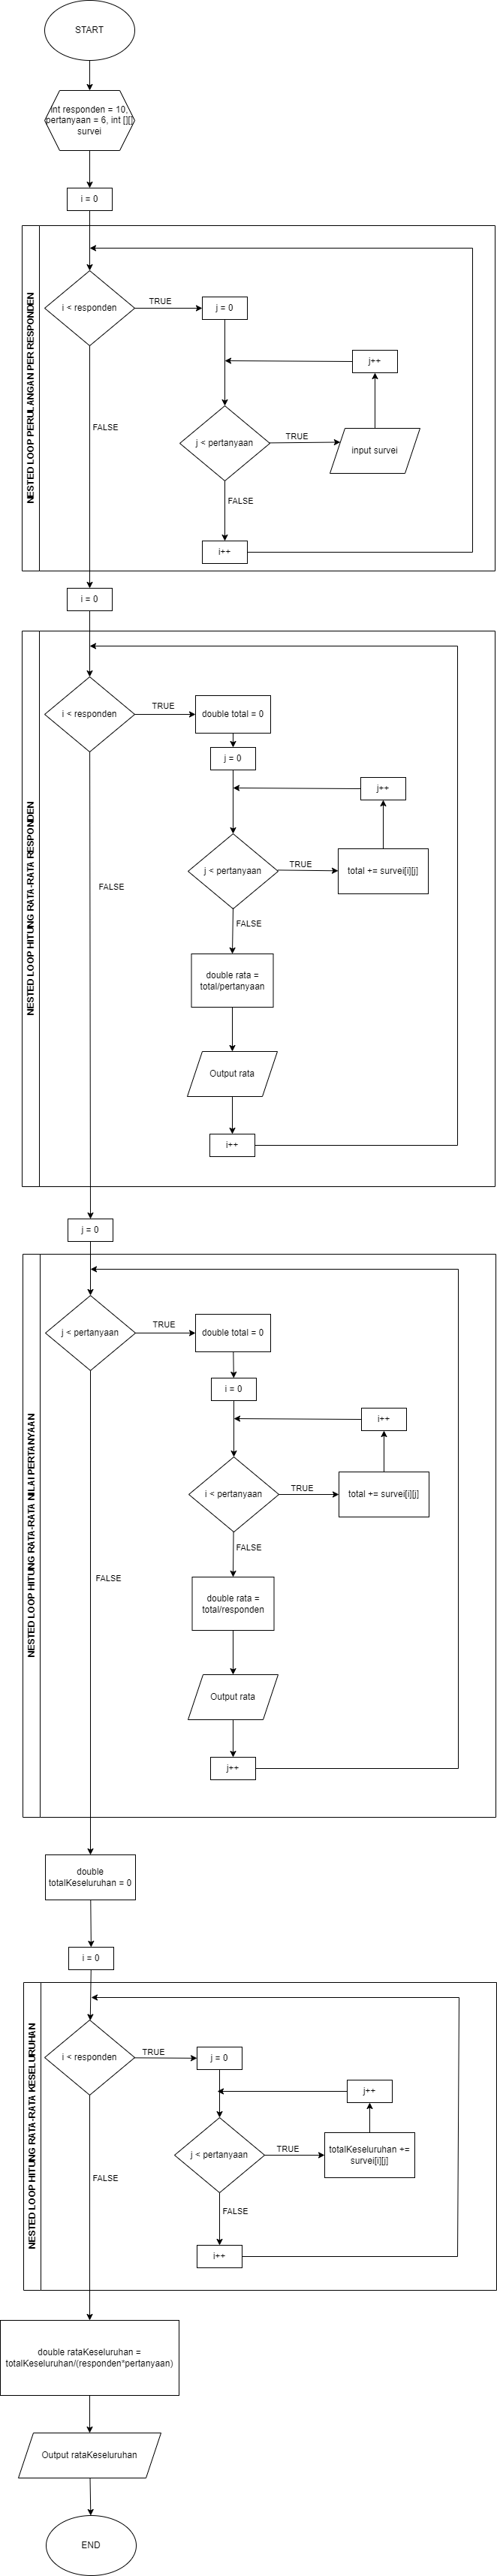 START
int responden = 10,
pertanyaan = 6, int [][]
survei
i = 0
NESTED LOOP PERULANGAN PER RESPONDEN
i < responden
TRUE
j = 0
j++
FALSE
j < pertanyaan
TRUE
input survei
FALSE
i++
i = 0
NESTED LOOP HITUNG RATA-RATA RESPONDEN
i < responden
TRUE
double total = 0
j = 0
j++
j < pertanyaan
TRUE
total += survei[i][j]
FALSE
FALSE
double rata =
total/pertanyaan
Output rata
i++
j = 0
NESTED LOOP HITUNG RATA-RATA NILAI PERTANYAAN
j < pertanyaan
TRUE
double total = 0
i = 0
i++
i < pertanyaan
TRUE
total += survei[i][j]
FALSE
FALSE
double rata =
total/responden
Output rata
j++
double
totalKeseluruhan = 0
i = 0
NESTED LOOP HITUNG RATA-RATA KESELURUHAN
i < responden
TRUE
j = 0
j++
j < pertanyaan
TRUE
totalKeseluruhan +=
survei[i][j]
FALSE
FALSE
i++
double rataKeseluruhan =
totalKeseluruhan/(responden*pertanyaan)
Output rataKeseluruhan
END